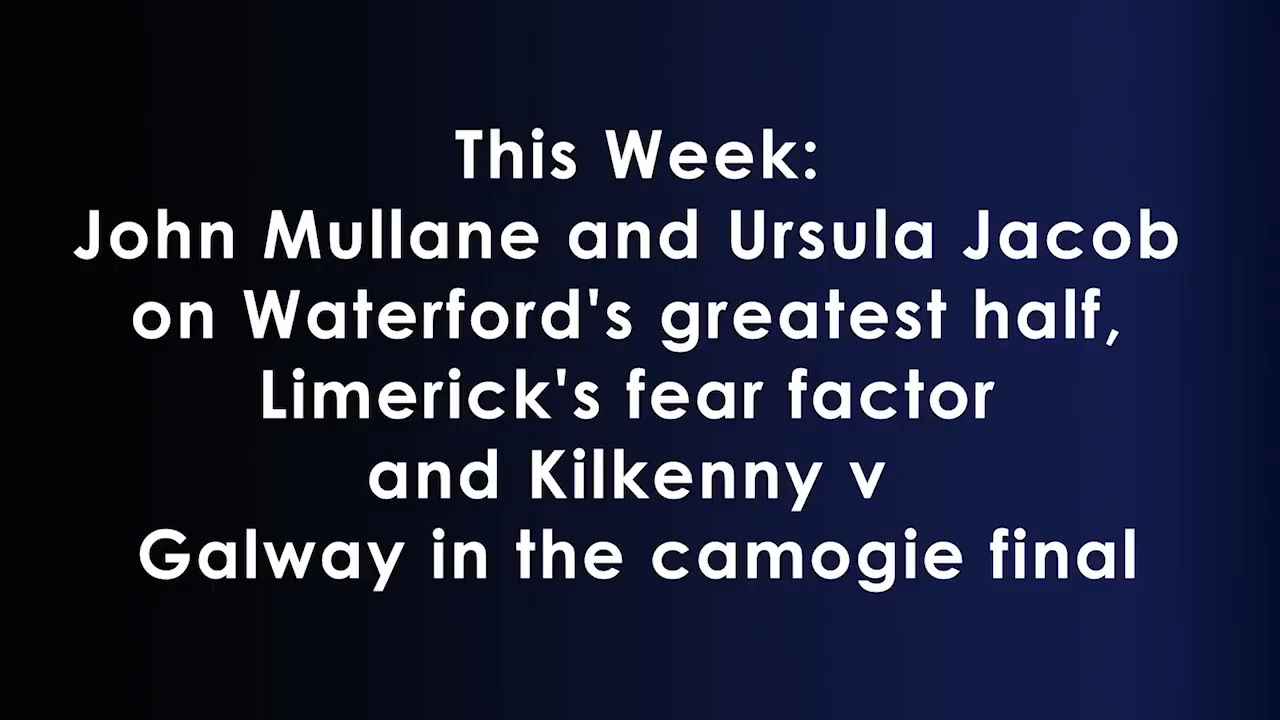 This Week:
John Mullane and Ursula Jacob
on Waterford's greatest half,
Limerick's fear factor
and Kilkenny v
Galway in the camogie final